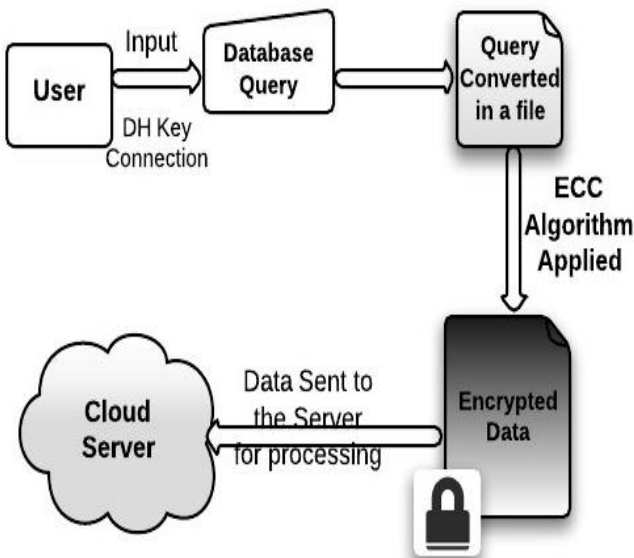 User
Input
DH Key
Connection
Database
Query
Query
Converted
in a file
ECC
Algorithm
Applied
Encrypted
Data
Data Sent to
the Server
for processing
Cloud
Server